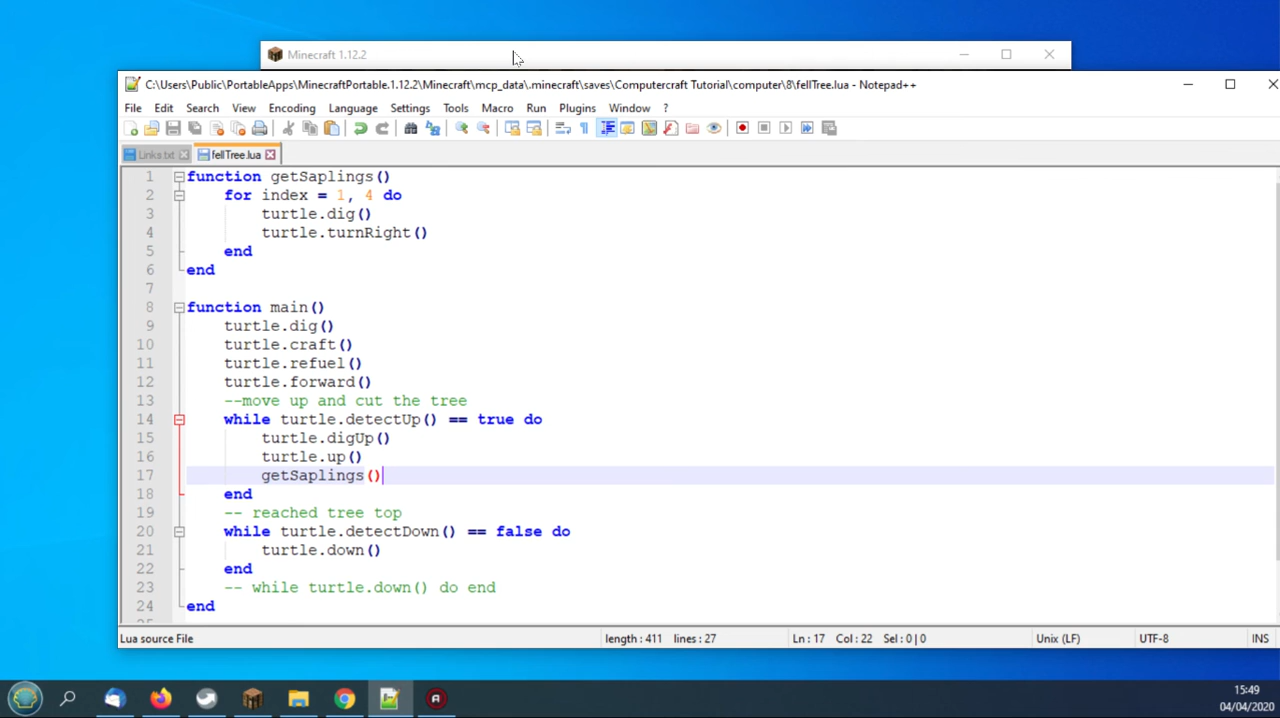 Minecraft 1.12.2
C:\Users\Public\PortableApps\MinecraftPortable.1.12.2\Minecraft\mcp_data\.minecraft\saves\Computercraft Tutorial\computer\8\fellTree.lua - Notepad++
File Edit Search View Encoding Language Settings Tools Macro Run Plugins Window ?
Links.txt fellTree.lua
1 function getSaplings()
2 for index = 1, 4 do
3 turtle.dig()
4 turtle.turnRight()
5 end
6 end
7
8 function main()
9 turtle.dig()
10 turtle.craft()
11 turtle.refuel()
12 turtle.forward()
13 --move up and cut the tree
14 while turtle.detectUp() == true do
15 turtle.digUp()
16 turtle.up()
17 getSaplings()
18 end
19 -- reached tree top
20 while turtle.detectDown() == false do
21 turtle.down()
22 end
23 -- while turtle.down() do end
24 end
Lua source File length : 411 lines : 27 Ln : 17 Col : 22 Sel : 0 | 0 Unix (LF) UTF-8 INS
15:49
04/04/2020